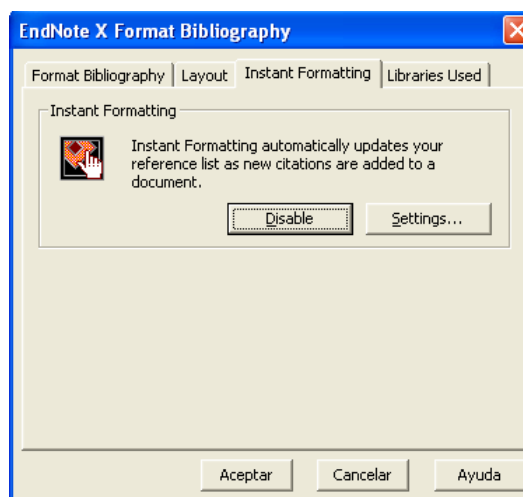 EndNote X Format Bibliography
Format Bibliography
Layout
Instant Formatting
Libraries Used
Instant Formatting
Instant Formatting automatically updates your
reference list as new citations are added to a
document.
Disable
Settings...
Aceptar
Cancelar
Ayuda